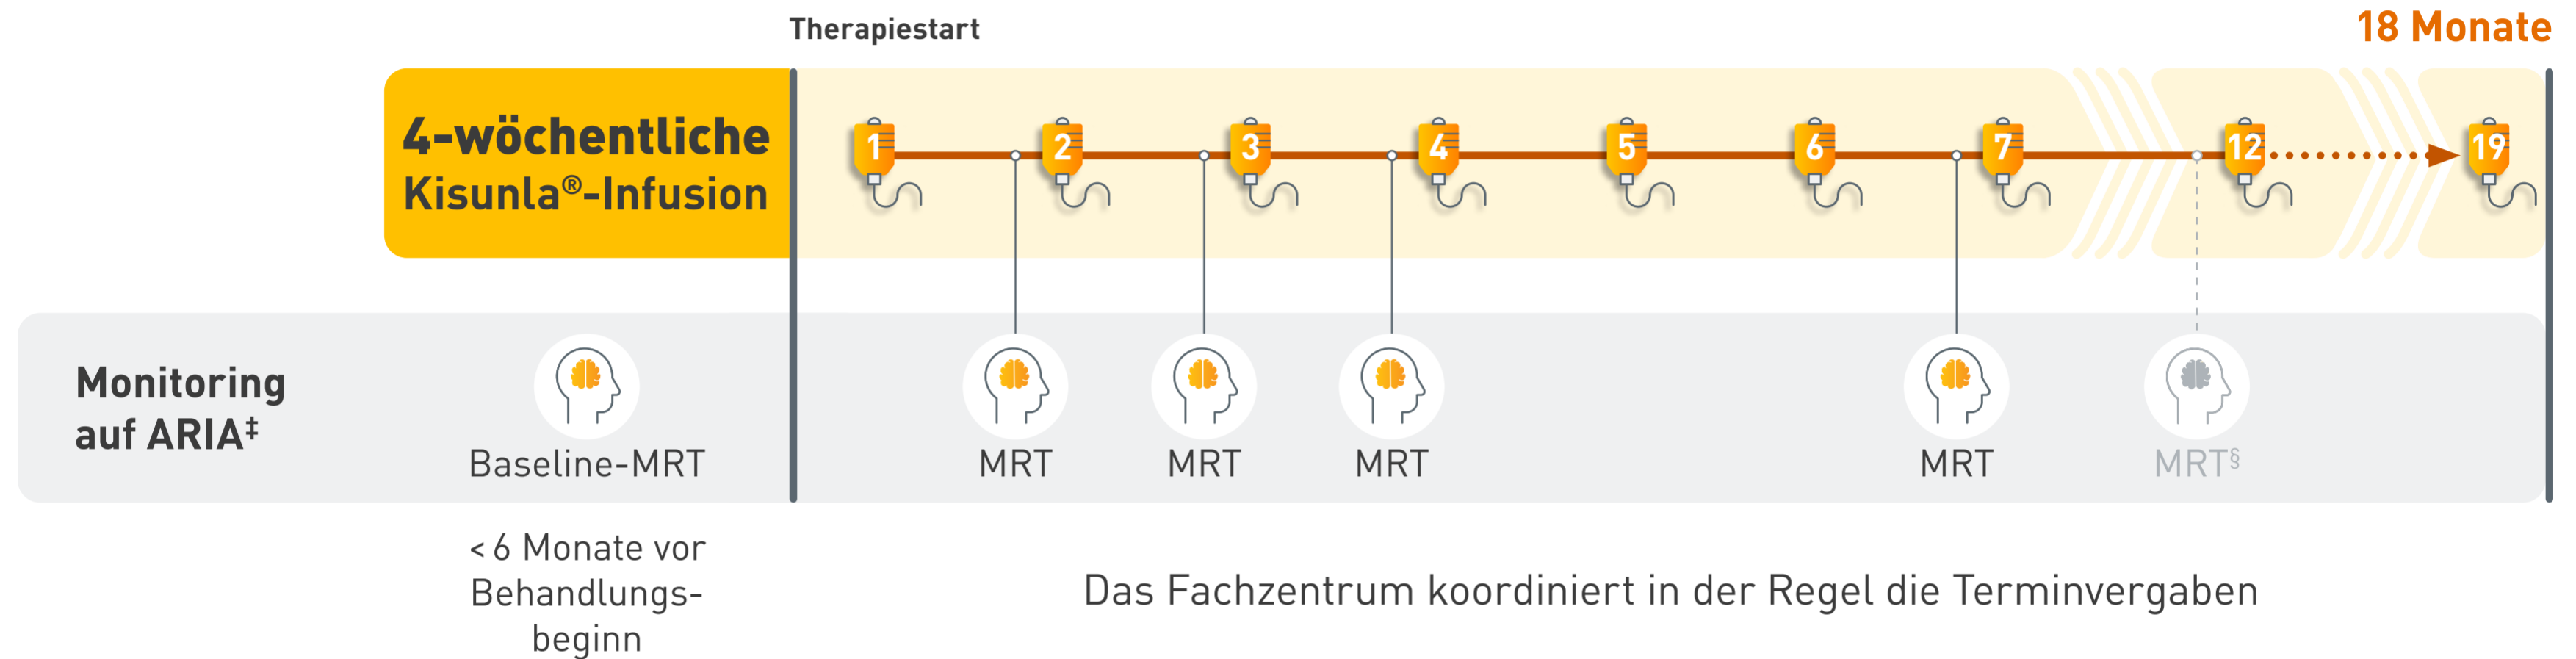 Therapiestart
18 Monate
4-wöchentliche
Kisunla®-Infusion
1
2
3
4
5
6
7
12
19
Monitoring
auf ARIA‡
Baseline-MRT
MRT
MRT
MRT
MRT
MRT§
< 6 Monate vor
Behandlungs-
beginn
Das Fachzentrum koordiniert in der Regel die Terminvergaben